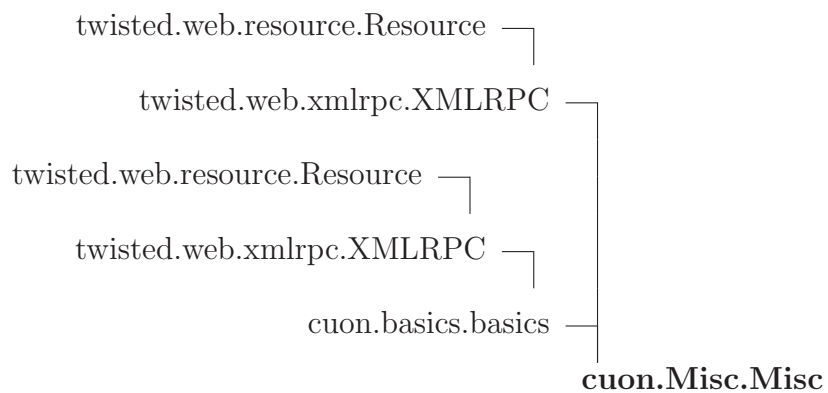 twisted.web.resource.Resource
twisted.web.xmlrpc.XMLRPC
twisted.web.resource.Resource
twisted.web.xmlrpc.XMLRPC
cuon.basics.basics
cuon.Misc.Misc